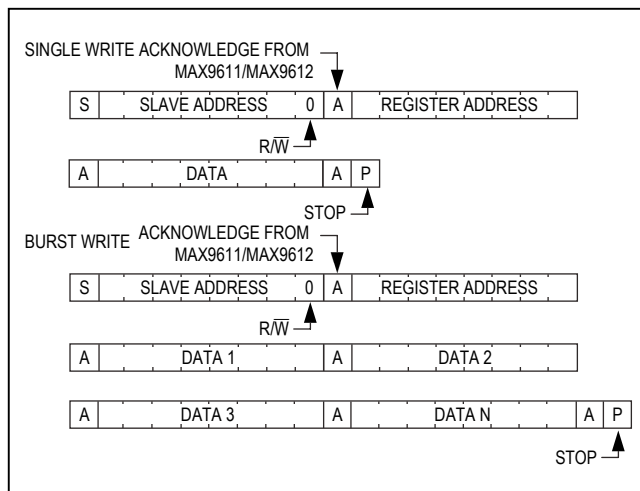 SINGLE WRITE ACKNOWLEDGE FROM
MAX9611/MAX9612
S SLAVE ADDRESS 0 A REGISTER ADDRESS
R/W̅
A DATA A P
STOP
BURST WRITE ACKNOWLEDGE FROM
MAX9611/MAX9612
S SLAVE ADDRESS 0 A REGISTER ADDRESS
R/W̅
A DATA 1 A DATA 2
A DATA 3 A DATA N A P
STOP